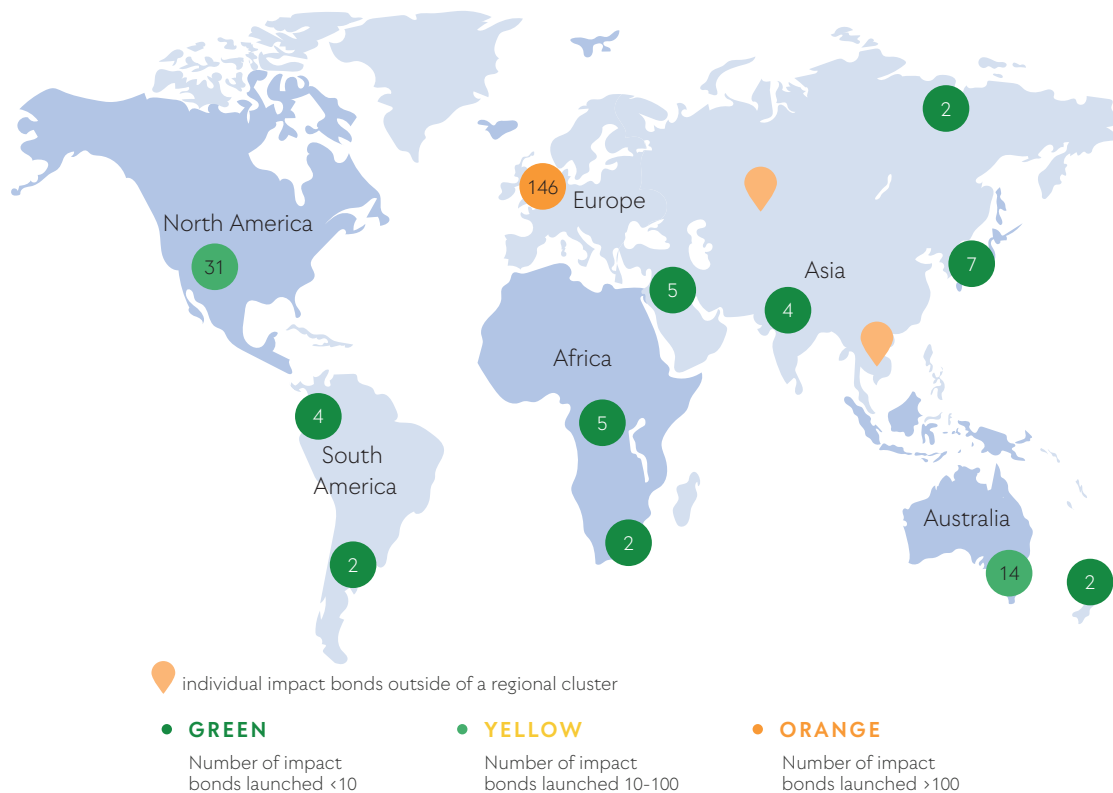 2
146
Europe
North America
31
Asia
7
5
4
Africa
4
5
South
America
Australia
2
2
14
2
individual impact bonds outside of a regional cluster
GREEN
Number of impact
bonds launched <10
YELLOW
Number of impact
bonds launched 10-100
ORANGE
Number of impact
bonds launched >100